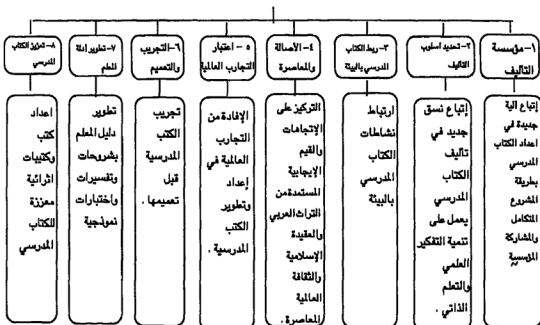 ١- مؤسسة
التأليف
إتباع الية
جديدة في
اعداد الكتاب
المدرسي
بطريقة
المشروع
المتكامل
والمشاركة
المؤسسية
٢- تحديد اسلوب
التأليف
إتباع نسق
جديد في
تأليف
الكتاب
المدرسي
يعمل على
تنمية التفكير
العلمي
والتعلم
الذاتي .
٣- ربط الكتاب
المدرسي بالبيئة
ارتباط
نشاطات
الكتاب
المدرسي
بالبيئة
٤- الأصالة
والمعاصرة
التركيز على
الإتجاهات
والقيم
الإيجابية
المستمدة من
التراث العربي
والعقيدة
الإسلامية
والثقافة
العالمية
المعاصرة .
٥ - اعتبار
التجارب العالمية
الإفادة من
التجارب
العالمية في
إعداد
وتطوير
الكتب
المدرسية .
٦- التجريب
والتعميم
تجريب
الكتب
المدرسية
قبل
تعميمها .
٧- تطوير ادلة
المعلم
تطوير
دليل المعلم
بشروحات
وتفسيرات
واختبارات
نموذجية
٨- تعزيز الكتاب
المدرسي
اعداد
كتب
وكتيبات
اثرائية
معززة
للكتاب
المدرسي